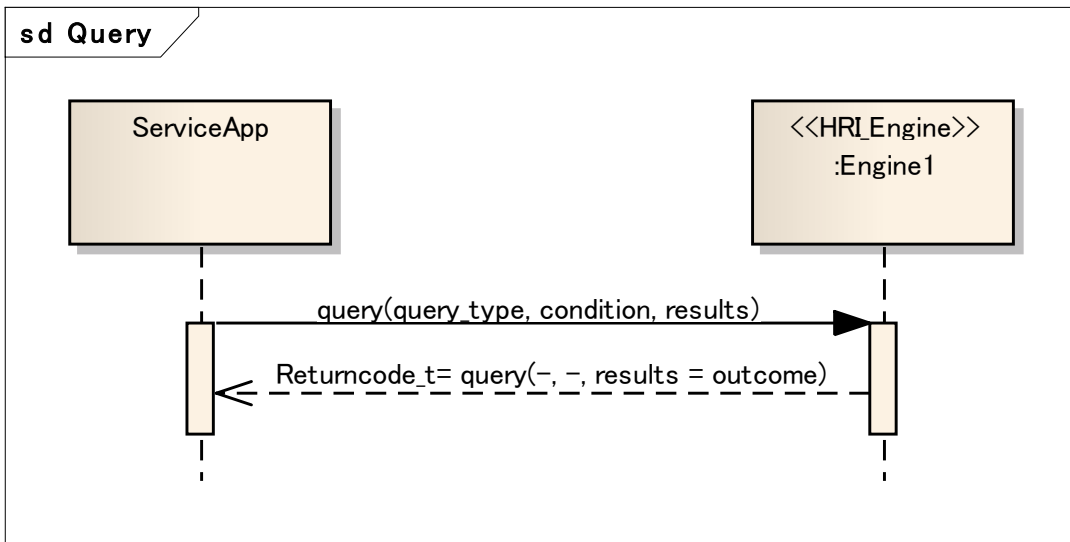 sd Query
ServiceApp
<<HRI_Engine>>
:Engine1
query(query_type, condition, results)
Returncode_t= query(-, -, results = outcome)